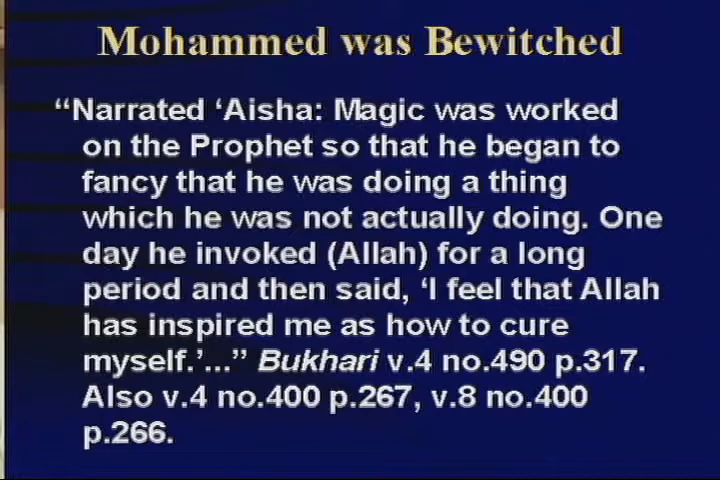 Mohammed was Bewitched
“Narrated ‘Aisha: Magic was worked
on the Prophet so that he began to
fancy that he was doing a thing
which he was not actually doing. One
day he invoked (Allah) for a long
period and then said, ‘I feel that Allah
has inspired me as how to cure
myself.’...” Bukhari v.4 no.490 p.317.
Also v.4 no.400 p.267, v.8 no.400
p.266.